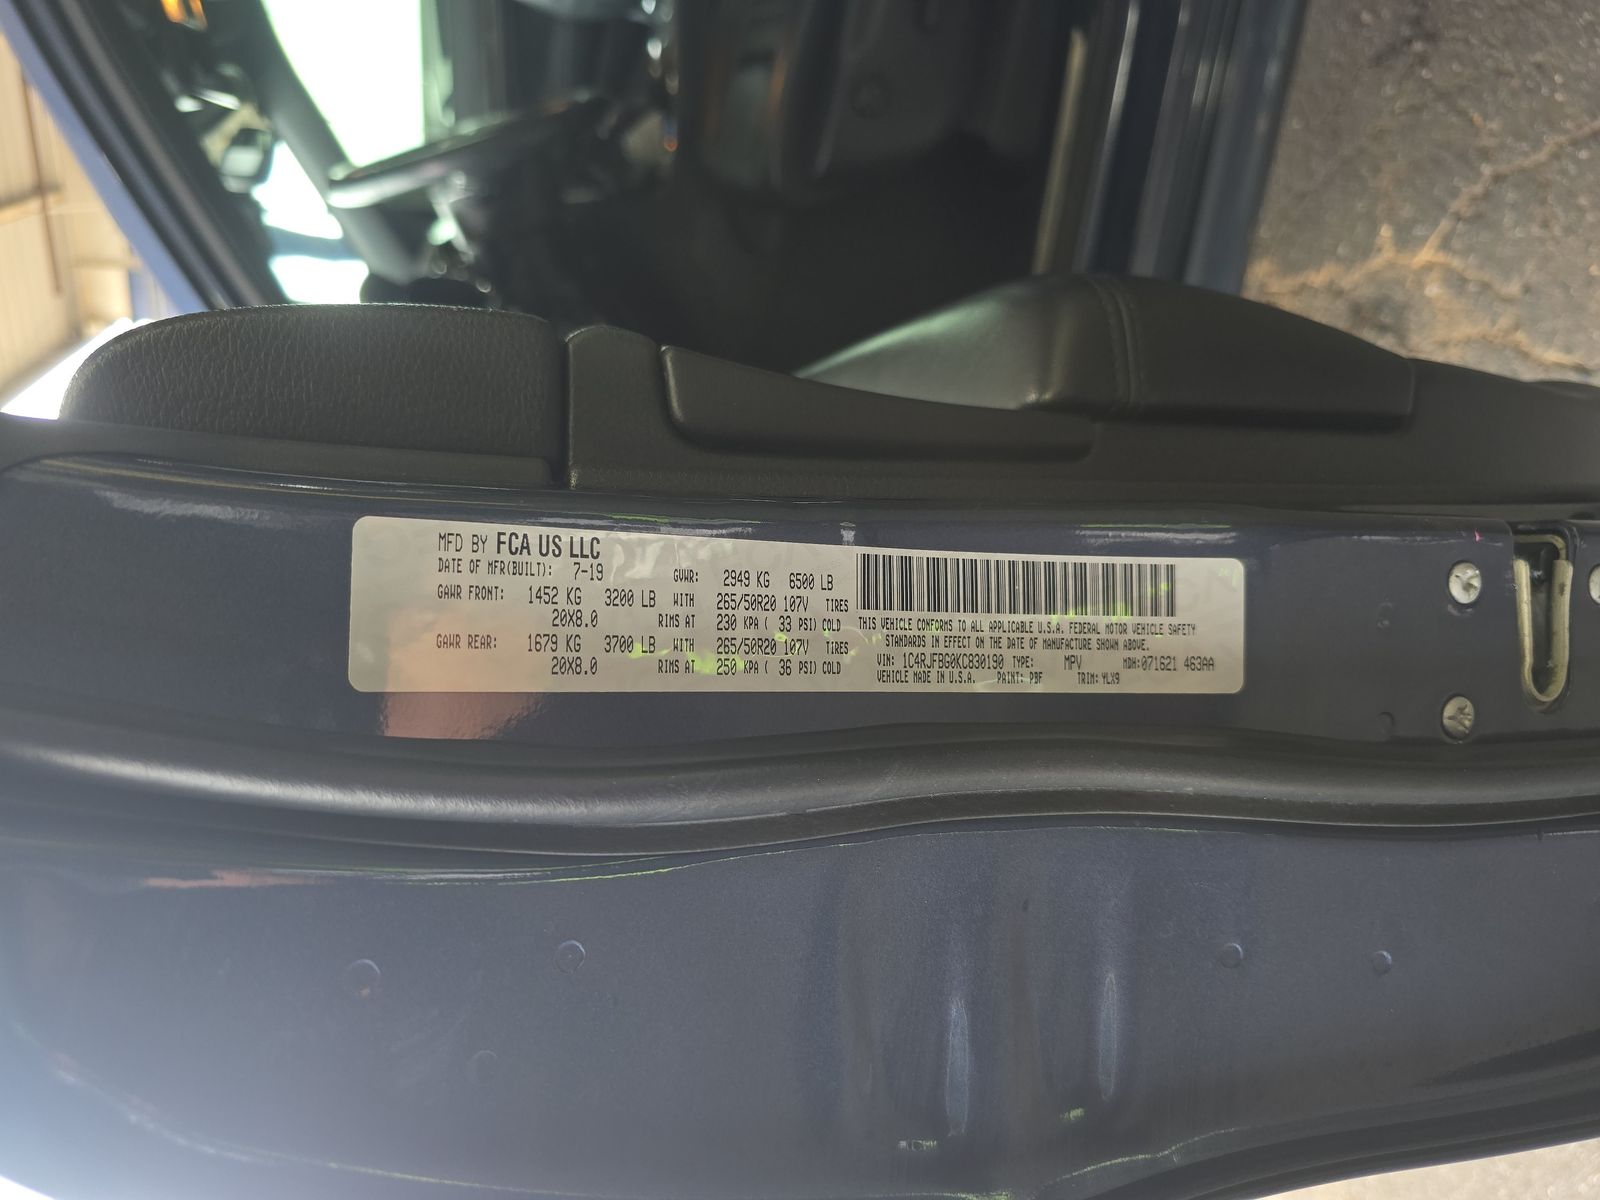 MFD BY FCA US LLC
DATE OF MFR(BUILT): 7-19 GVWR: 2949 KG 6500 LB
GAWR FRONT: 1452 KG 3200 LB WITH 265/50R20 107V TIRES
20X8.0 RIMS AT 230 KPA ( 33 PSI) COLD
GAWR REAR: 1679 KG 3700 LB WITH 265/50R20 107V TIRES
20X8.0 RIMS AT 250 KPA ( 36 PSI) COLD
THIS VEHICLE CONFORMS TO ALL APPLICABLE U.S.A. FEDERAL MOTOR VEHICLE SAFETY
STANDARDS IN EFFECT ON THE DATE OF MANUFACTURE SHOWN ABOVE.
VIN: 1C4RJFBG0KC830190 TYPE: MPV MDH: 071621 463AA
VEHICLE MADE IN U.S.A. PAINT: PBF TRIM: YLX9